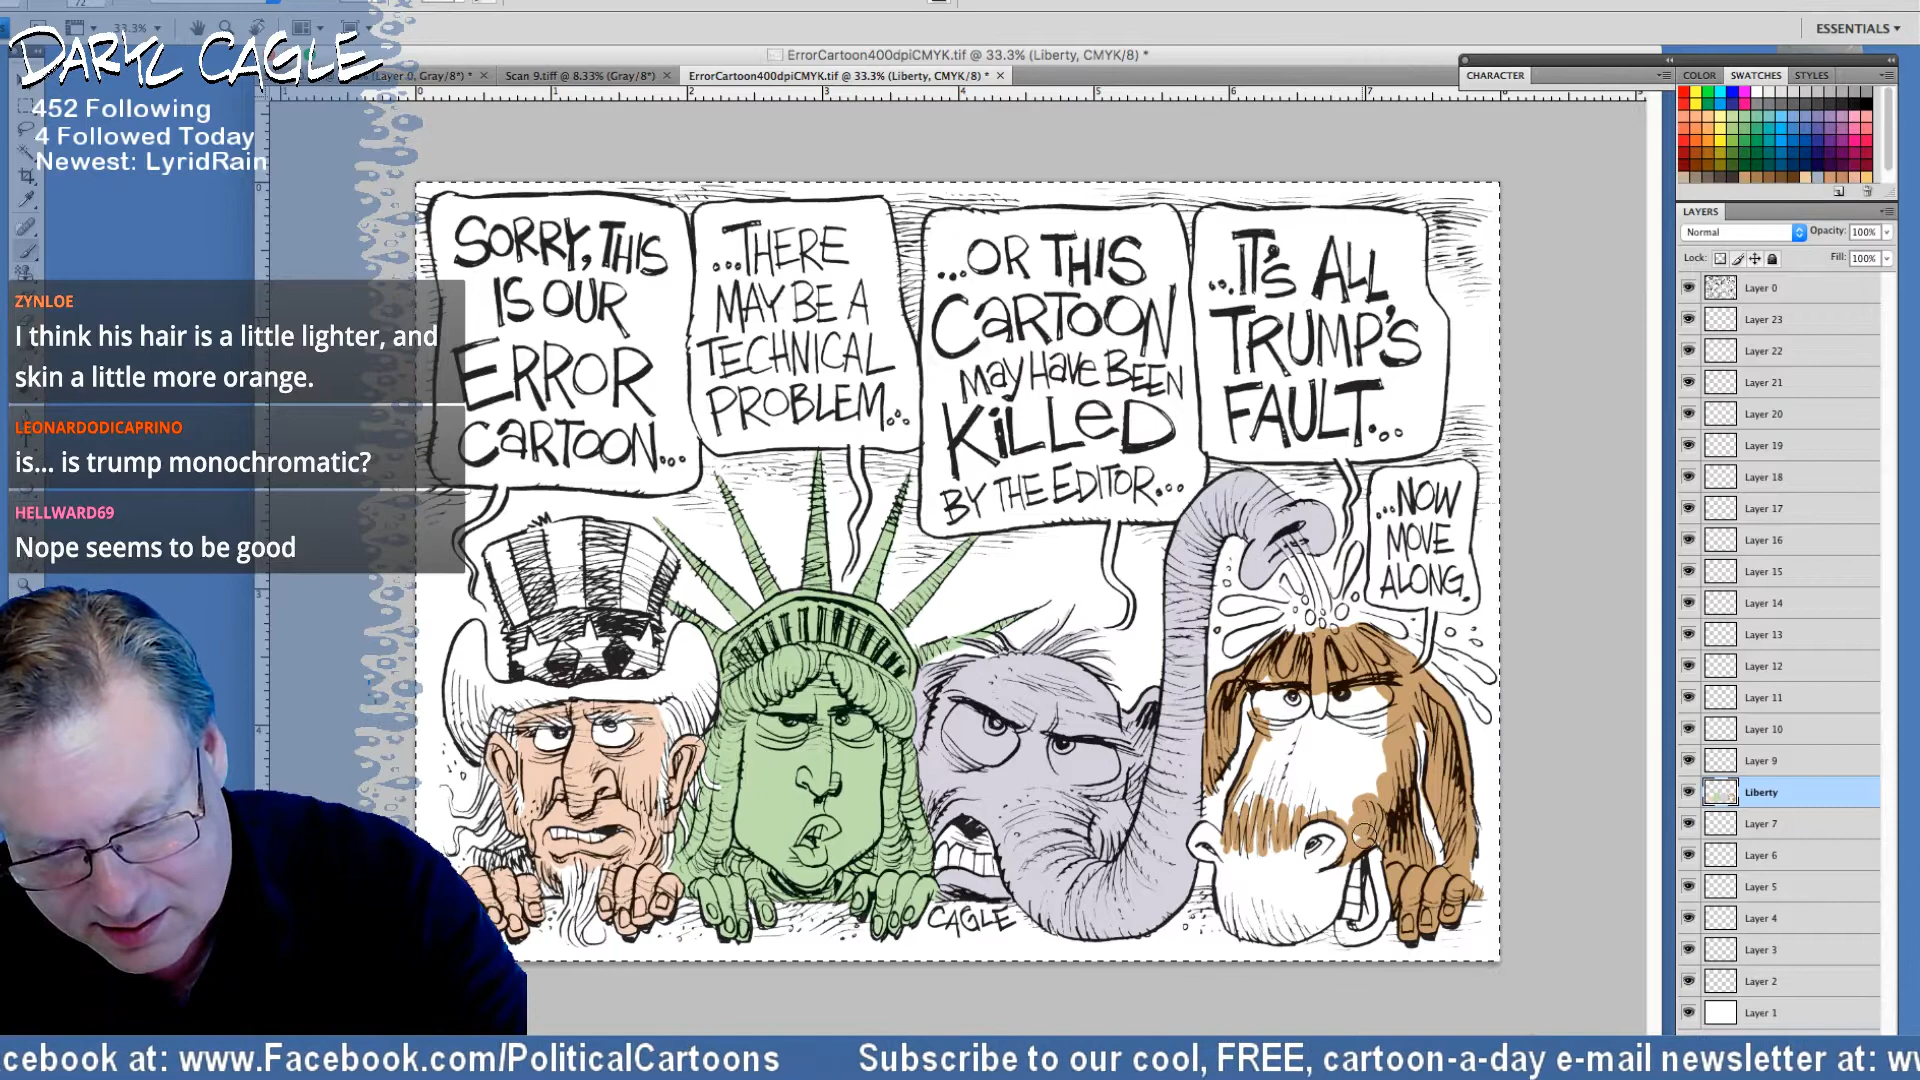 33.3%
ESSENTIALS
DARYL CAGLE
452 Following
4 Followed Today
Newest: LyridRain
ErrorCartoon400dpiCMYK.tif @ 33.3% (Liberty, CMYK/8) *
(Layer 0, Gray/8*) *
Scan 9.tiff @ 8.33% (Gray/8*)
ErrorCartoon400dpiCMYK.tif @ 33.3% (Liberty, CMYK/8) *
CHARACTER
COLOR
SWATCHES
STYLES
SORRY, THIS
IS OUR
ERROR
CARTOON...
...THERE
MAY BE A
TECHNICAL
PROBLEM...
...OR THIS
CARTOON
MAY HAVE BEEN
KILLED
BY THE EDITOR...
...IT'S ALL
TRUMP'S
FAULT...
...NOW
MOVE
ALONG.
CAGLE
ZYNLOE
I think his hair is a little lighter, and
skin a little more orange.
LEONARDODICAPRINO
is... is trump monochromatic?
HELLWARD69
Nope seems to be good
LAYERS
Normal
Opacity: 100%
Lock:
Fill: 100%
Layer 0
Layer 23
Layer 22
Layer 21
Layer 20
Layer 19
Layer 18
Layer 17
Layer 16
Layer 15
Layer 14
Layer 13
Layer 12
Layer 11
Layer 10
Layer 9
Liberty
Layer 7
Layer 6
Layer 5
Layer 4
Layer 3
Layer 2
Layer 1
cebook at: www.Facebook.com/PoliticalCartoons
Subscribe to our cool, FREE, cartoon-a-day e-mail newsletter at: ww